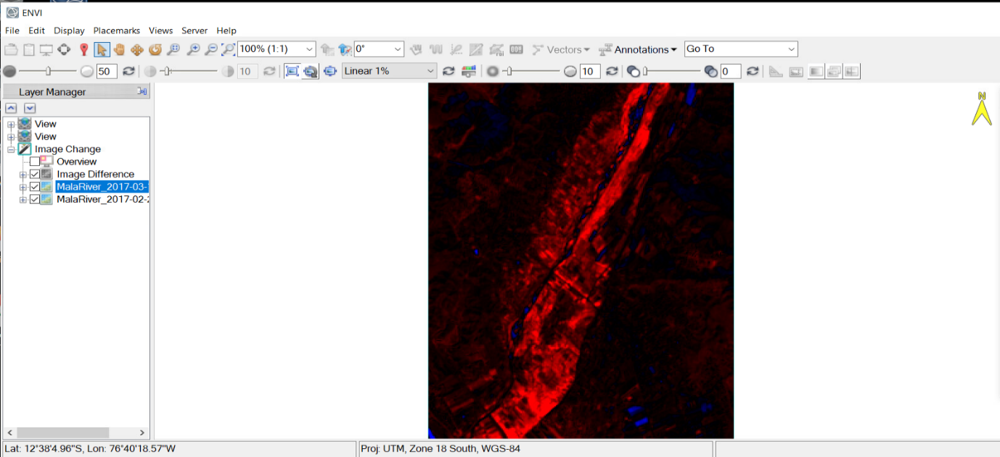 ENVI
File Edit Display Placemarks Views Server Help
100% (1:1) 0° Vectors Annotations Go To
50 10 Linear 1% 10 0
Layer Manager
View
View
Image Change
Overview
Image Difference
MalaRiver_2017-03-
MalaRiver_2017-02-
N
Lat: 12°38'4.96"S, Lon: 76°40'18.57"W Proj: UTM, Zone 18 South, WGS-84